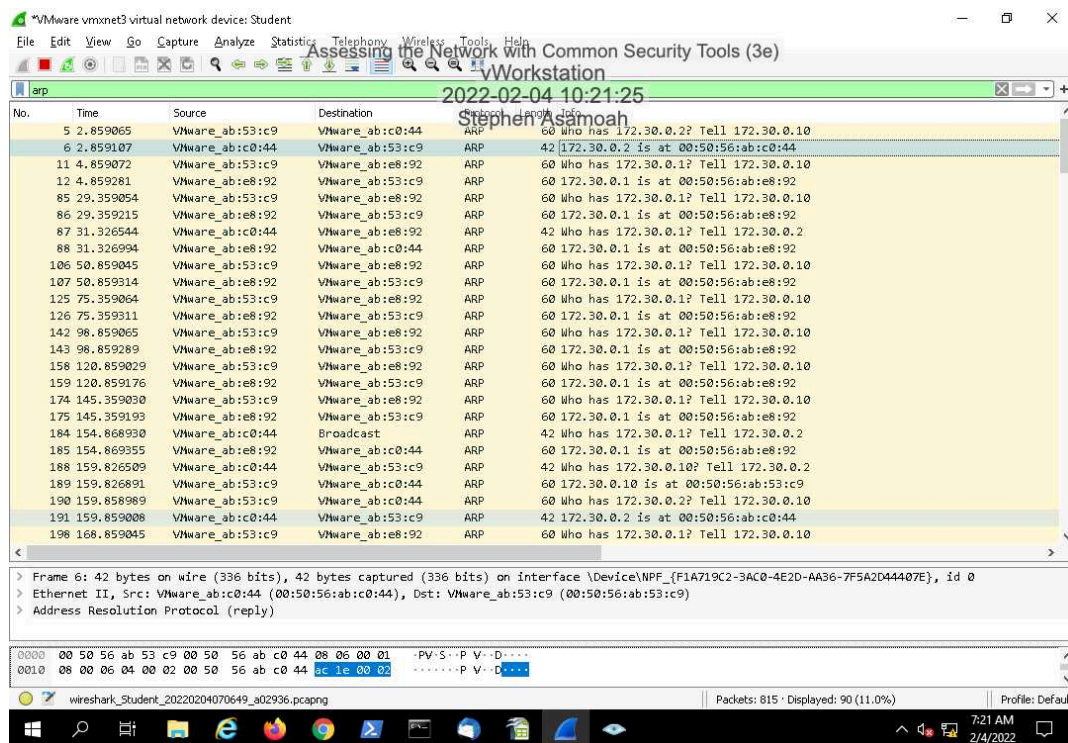 *VMware vmxnet3 virtual network device: Student
File Edit View Go Capture Analyze Statistics Telephony Wireless Tools Help
Assessing the Network with Common Security Tools (3e)
vWorkstation
2022-02-04 10:21:25
Stephen Asamoah
arp
No. Time Source Destination Protocol Length Info
5 2.859065 VMware_ab:53:c9 VMware_ab:c0:44 ARP 60 Who has 172.30.0.2? Tell 172.30.0.10
6 2.859107 VMware_ab:c0:44 VMware_ab:53:c9 ARP 42 172.30.0.2 is at 00:50:56:ab:c0:44
11 4.859072 VMware_ab:53:c9 VMware_ab:e8:92 ARP 60 Who has 172.30.0.1? Tell 172.30.0.10
12 4.859281 VMware_ab:e8:92 VMware_ab:53:c9 ARP 60 172.30.0.1 is at 00:50:56:ab:e8:92
85 29.359054 VMware_ab:53:c9 VMware_ab:e8:92 ARP 60 Who has 172.30.0.1? Tell 172.30.0.10
86 29.359215 VMware_ab:e8:92 VMware_ab:53:c9 ARP 60 172.30.0.1 is at 00:50:56:ab:e8:92
87 31.326544 VMware_ab:c0:44 VMware_ab:e8:92 ARP 42 Who has 172.30.0.1? Tell 172.30.0.2
88 31.326994 VMware_ab:e8:92 VMware_ab:c0:44 ARP 60 172.30.0.1 is at 00:50:56:ab:e8:92
106 50.859045 VMware_ab:53:c9 VMware_ab:e8:92 ARP 60 Who has 172.30.0.1? Tell 172.30.0.10
107 50.859314 VMware_ab:e8:92 VMware_ab:53:c9 ARP 60 172.30.0.1 is at 00:50:56:ab:e8:92
125 75.359064 VMware_ab:53:c9 VMware_ab:e8:92 ARP 60 Who has 172.30.0.1? Tell 172.30.0.10
126 75.359311 VMware_ab:e8:92 VMware_ab:53:c9 ARP 60 172.30.0.1 is at 00:50:56:ab:e8:92
142 98.859065 VMware_ab:53:c9 VMware_ab:e8:92 ARP 60 Who has 172.30.0.1? Tell 172.30.0.10
143 98.859289 VMware_ab:e8:92 VMware_ab:53:c9 ARP 60 172.30.0.1 is at 00:50:56:ab:e8:92
158 120.859029 VMware_ab:53:c9 VMware_ab:e8:92 ARP 60 Who has 172.30.0.1? Tell 172.30.0.10
159 120.859176 VMware_ab:e8:92 VMware_ab:53:c9 ARP 60 172.30.0.1 is at 00:50:56:ab:e8:92
174 145.359030 VMware_ab:53:c9 VMware_ab:e8:92 ARP 60 Who has 172.30.0.1? Tell 172.30.0.10
175 145.359193 VMware_ab:e8:92 VMware_ab:53:c9 ARP 60 172.30.0.1 is at 00:50:56:ab:e8:92
184 154.868930 VMware_ab:c0:44 Broadcast ARP 42 Who has 172.30.0.1? Tell 172.30.0.2
185 154.869355 VMware_ab:e8:92 VMware_ab:c0:44 ARP 60 172.30.0.1 is at 00:50:56:ab:e8:92
188 159.826509 VMware_ab:c0:44 VMware_ab:53:c9 ARP 42 Who has 172.30.0.10? Tell 172.30.0.2
189 159.826891 VMware_ab:53:c9 VMware_ab:c0:44 ARP 60 172.30.0.10 is at 00:50:56:ab:53:c9
190 159.858989 VMware_ab:53:c9 VMware_ab:c0:44 ARP 60 Who has 172.30.0.2? Tell 172.30.0.10
191 159.859008 VMware_ab:c0:44 VMware_ab:53:c9 ARP 42 172.30.0.2 is at 00:50:56:ab:c0:44
198 168.859045 VMware_ab:53:c9 VMware_ab:e8:92 ARP 60 Who has 172.30.0.1? Tell 172.30.0.10
> Frame 6: 42 bytes on wire (336 bits), 42 bytes captured (336 bits) on interface \Device\NPF_{F1A719C2-3AC0-4E2D-AA36-7F5A2D44407E}, id 0
> Ethernet II, Src: VMware_ab:c0:44 (00:50:56:ab:c0:44), Dst: VMware_ab:53:c9 (00:50:56:ab:53:c9)
> Address Resolution Protocol (reply)
0000 00 50 56 ab 53 c9 00 50 56 ab c0 44 08 06 00 01 ·PV·S··P V··D····
0010 08 00 06 04 00 02 00 50 56 ab c0 44 ac 1e 00 02 ·······P V··D····
wireshark_Student_20220204070649_a02936.pcapng Packets: 815 · Displayed: 90 (11.0%) Profile: Defau
7:21 AM
2/4/2022